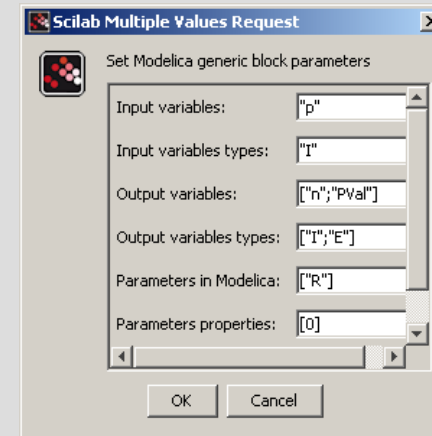 Scilab Multiple Values Request
Set Modelica generic block parameters
Input variables: "p"
Input variables types: "I"
Output variables: ["n";"PVal"]
Output variables types: ["I";"E"]
Parameters in Modelica: ["R"]
Parameters properties: [0]
OK Cancel